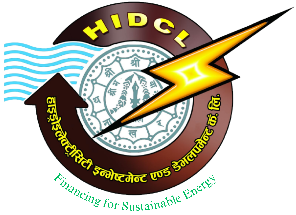 HIDCL
हाइड्रोइलेक्ट्रीसिटी इन्भेष्टमेन्ट एण्ड डेभलपमेन्ट कं. लि.
Financing for Sustainable Energy